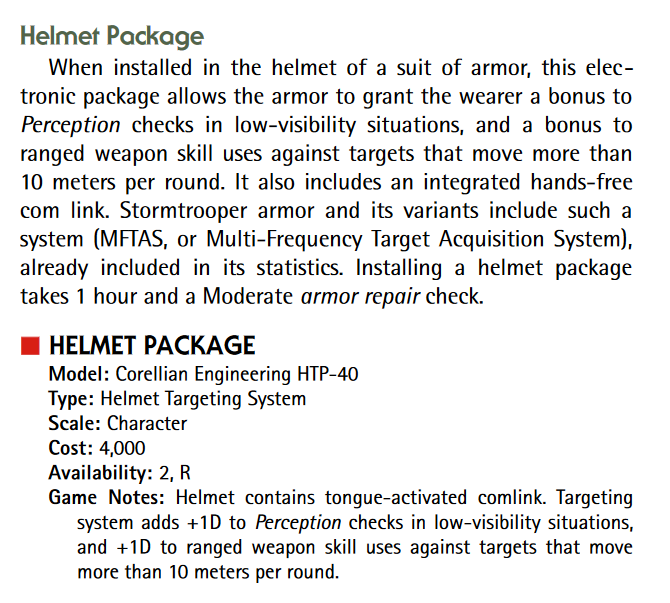 Helmet Package
When installed in the helmet of a suit of armor, this elec-
tronic package allows the armor to grant the wearer a bonus to
Perception checks in low-visibility situations, and a bonus to
ranged weapon skill uses against targets that move more than
10 meters per round. It also includes an integrated hands-free
com link. Stormtrooper armor and its variants include such a
system (MFTAS, or Multi-Frequency Target Acquisition System),
already included in its statistics. Installing a helmet package
takes 1 hour and a Moderate armor repair check.
HELMET PACKAGE
Model: Corellian Engineering HTP-40
Type: Helmet Targeting System
Scale: Character
Cost: 4,000
Availability: 2, R
Game Notes: Helmet contains tongue-activated comlink. Targeting
system adds +1D to Perception checks in low-visibility situations,
and +1D to ranged weapon skill uses against targets that move
more than 10 meters per round.